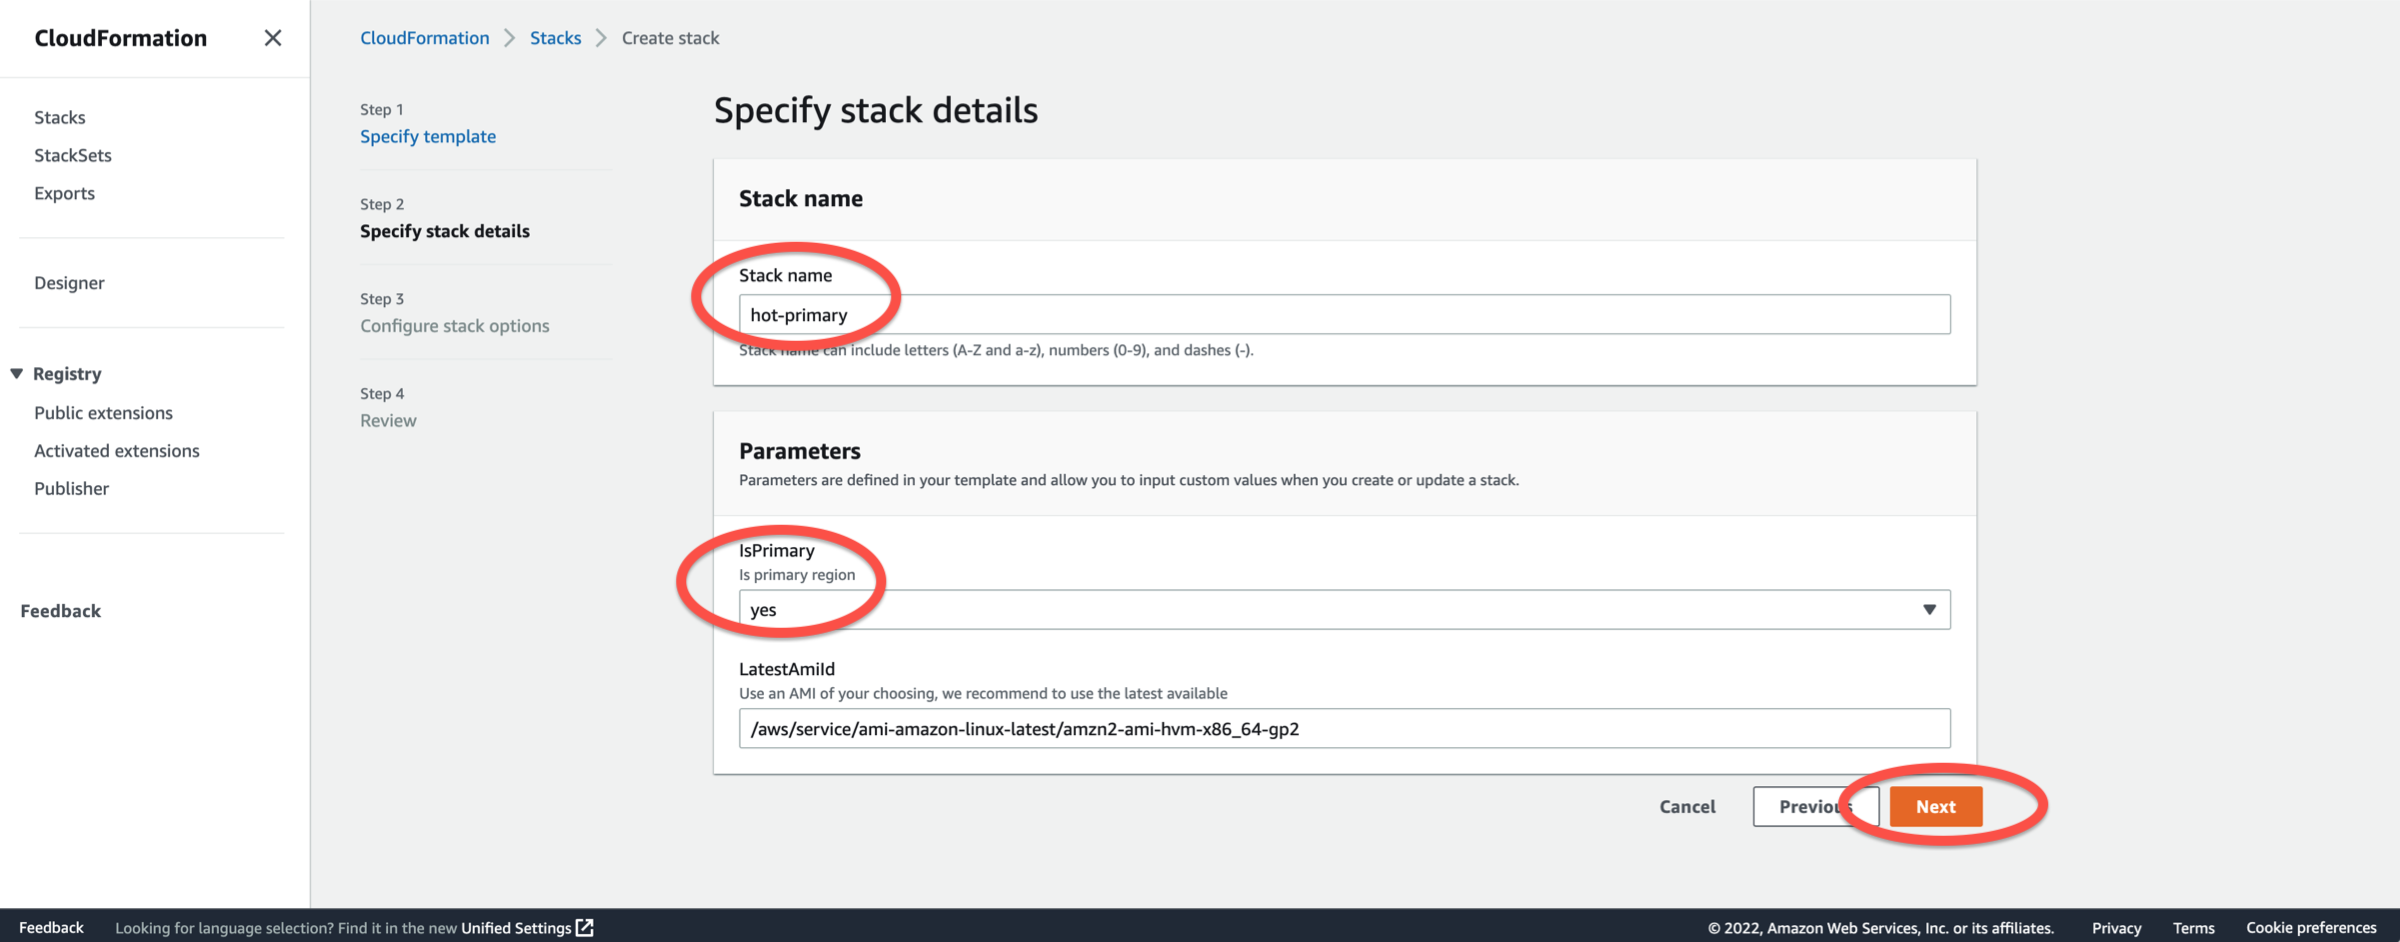 CloudFormation
Stacks
StackSets
Exports
Designer
Registry
Public extensions
Activated extensions
Publisher
Feedback
CloudFormation Stacks Create stack
Step 1
Specify template
Step 2
Specify stack details
Step 3
Configure stack options
Step 4
Review
Specify stack details
Stack name
Stack name
hot-primary
Stack name can include letters (A-Z and a-z), numbers (0-9), and dashes (-).
Parameters
Parameters are defined in your template and allow you to input custom values when you create or update a stack.
IsPrimary
Is primary region
yes
LatestAmiId
Use an AMI of your choosing, we recommend to use the latest available
/aws/service/ami-amazon-linux-latest/amzn2-ami-hvm-x86_64-gp2
Cancel Previous Next
Feedback Looking for language selection? Find it in the new Unified Settings © 2022, Amazon Web Services, Inc. or its affiliates. Privacy Terms Cookie preferences